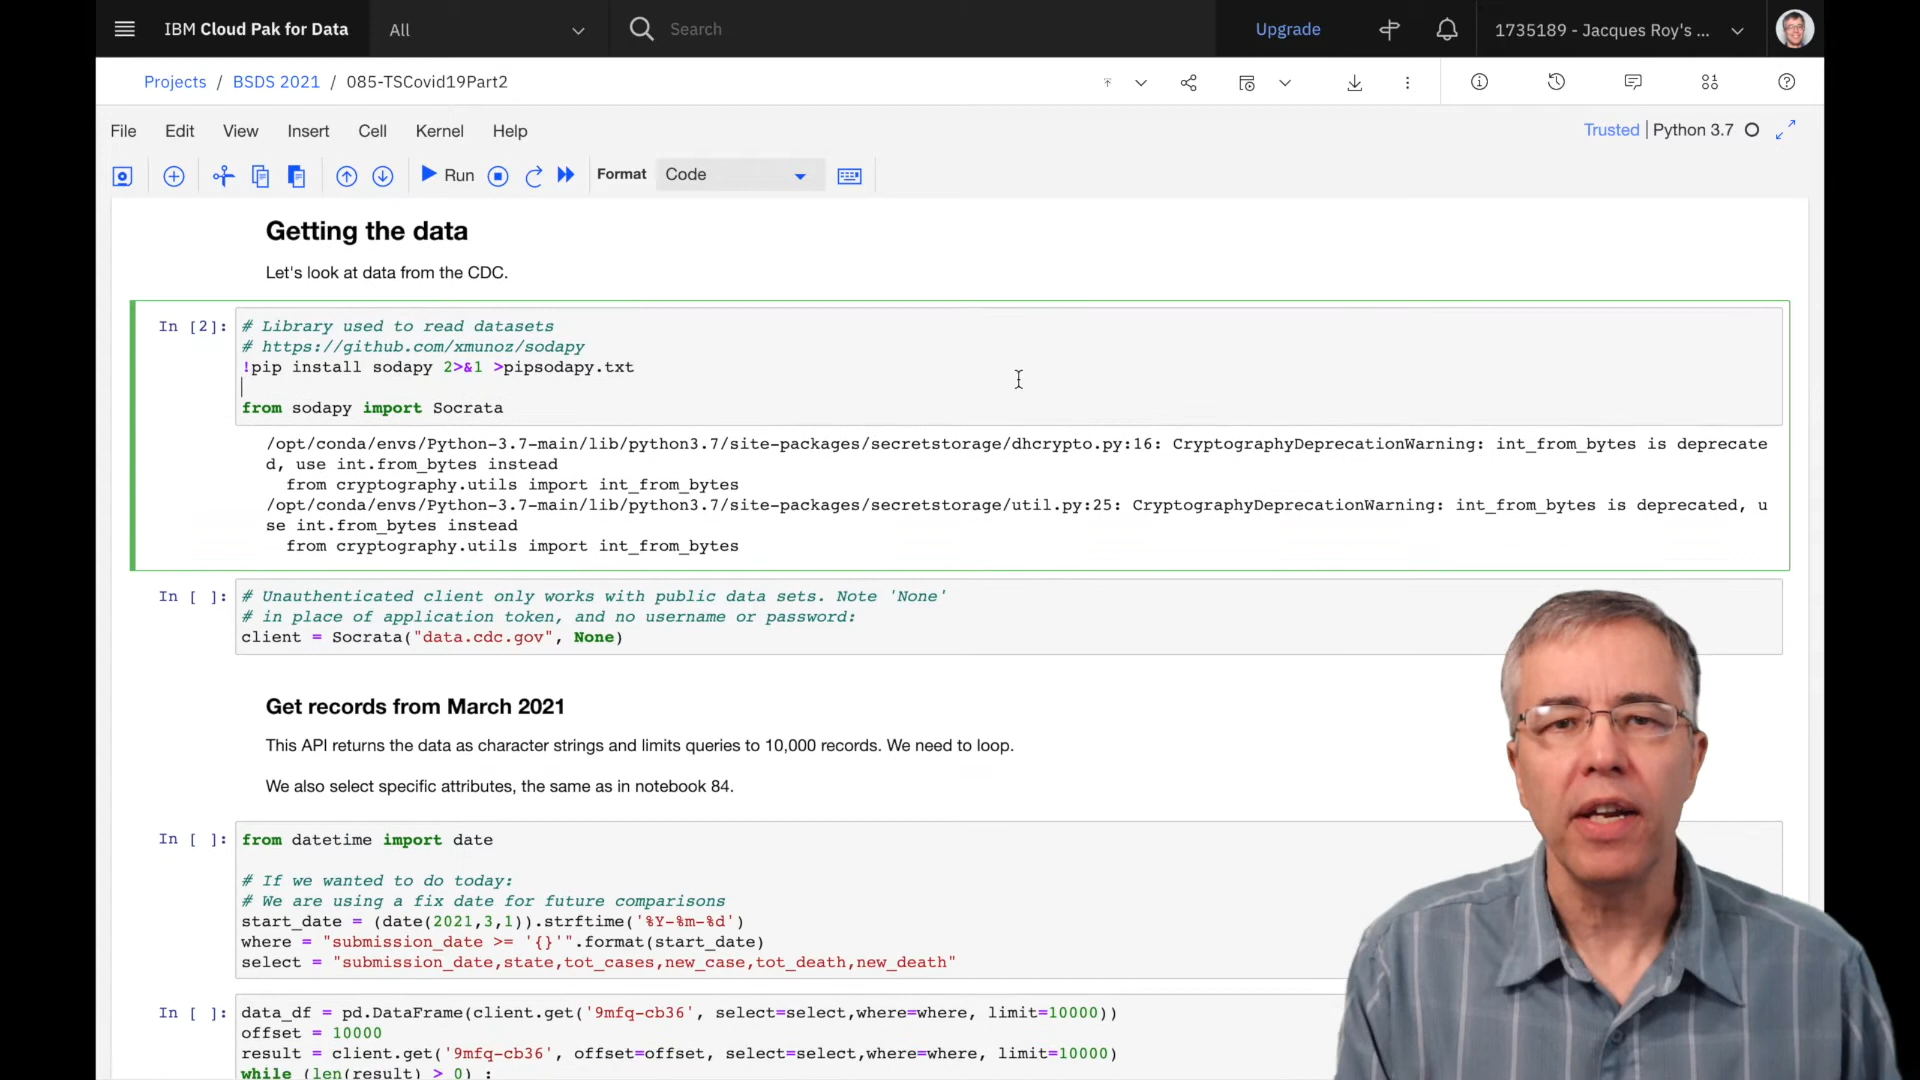 IBM Cloud Pak for Data
All
Search
Upgrade
1735189 - Jacques Roy's ...
Projects / BSDS 2021 / 085-TSCovid19Part2
File Edit View Insert Cell Kernel Help
Trusted | Python 3.7
Run
Format
Code
Getting the data
Let's look at data from the CDC.
In [2]:
# Library used to read datasets
# https://github.com/xmunoz/sodapy
!pip install sodapy 2>&1 >pipsodapy.txt
from sodapy import Socrata
/opt/conda/envs/Python-3.7-main/lib/python3.7/site-packages/secretstorage/dhcrypto.py:16: CryptographyDeprecationWarning: int_from_bytes is deprecate
d, use int.from_bytes instead
from cryptography.utils import int_from_bytes
/opt/conda/envs/Python-3.7-main/lib/python3.7/site-packages/secretstorage/util.py:25: CryptographyDeprecationWarning: int_from_bytes is deprecated, u
se int.from_bytes instead
from cryptography.utils import int_from_bytes
In [ ]:
# Unauthenticated client only works with public data sets. Note 'None'
# in place of application token, and no username or password:
client = Socrata("data.cdc.gov", None)
Get records from March 2021
This API returns the data as character strings and limits queries to 10,000 records. We need to loop.
We also select specific attributes, the same as in notebook 84.
In [ ]:
from datetime import date
# If we wanted to do today:
# We are using a fix date for future comparisons
start_date = (date(2021,3,1)).strftime('%Y-%m-%d')
where = "submission_date >= '{}'".format(start_date)
select = "submission_date,state,tot_cases,new_case,tot_death,new_death"
In [ ]:
data_df = pd.DataFrame(client.get('9mfq-cb36', select=select,where=where, limit=10000))
offset = 10000
result = client.get('9mfq-cb36', offset=offset, select=select,where=where, limit=10000)
while (len(result) > 0) :